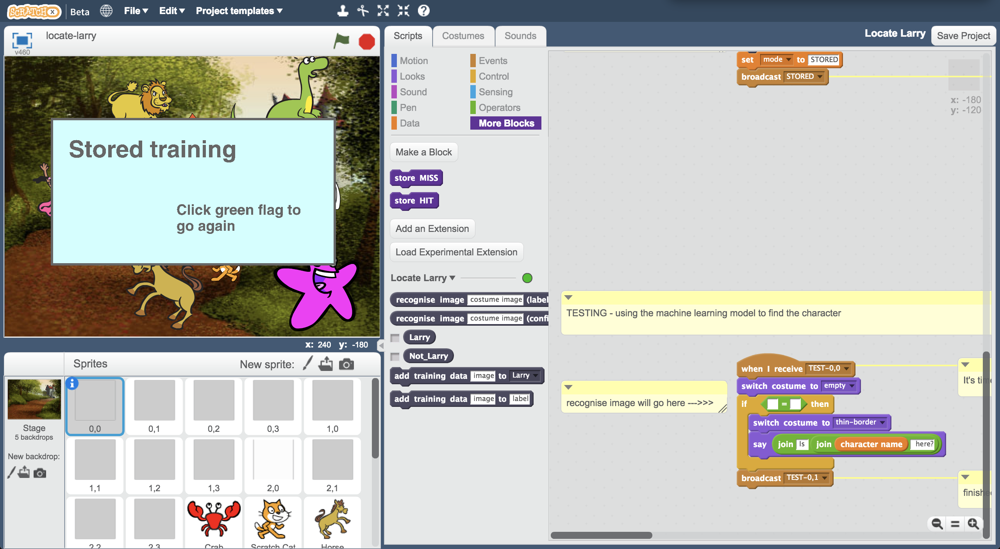 SCRATCH X Beta File Edit Project templates
locate-larry
v460
Stored training
Click green flag to
go again
x: 240 y: -180
Sprites New sprite:
Stage
5 backdrops
New backdrop:
0,0 0,1 0,2 0,3 1,0
1,1 1,2 1,3 2,0 2,1
2,2 2,3 Crab Scratch Cat Horse
Scripts Costumes Sounds
Locate Larry Save Project
Motion Events
Looks Control
Sound Sensing
Pen Operators
Data More Blocks
Make a Block
store MISS
store HIT
Add an Extension
Load Experimental Extension
Locate Larry
recognise image costume image (label
recognise image costume image (confi
Larry
Not_Larry
add training data image to Larry
add training data image to label
set mode to STORED
broadcast STORED
x: -180
y: -120
TESTING - using the machine learning model to find the character
recognise image will go here --->>>
when I receive TEST-0,0
switch costume to empty
if = then
switch costume to thin-border
say join Is join character name here?
broadcast TEST-0,1
It's time
finished